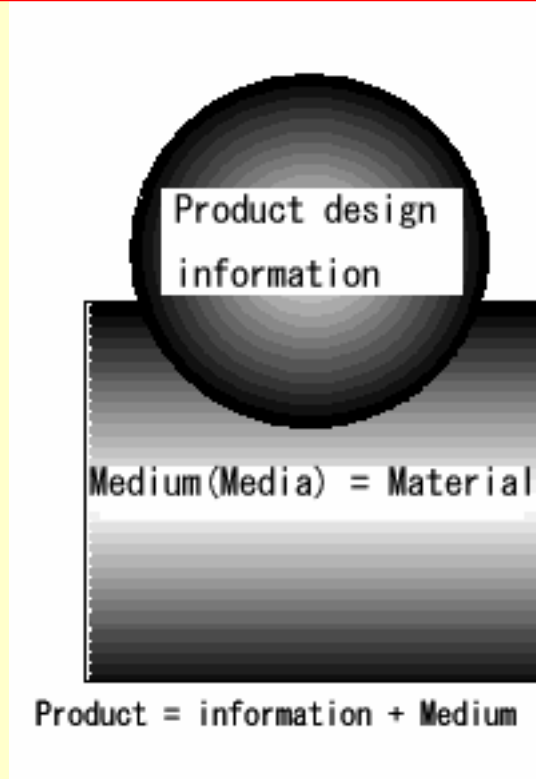 Product design
information
Medium(Media) = Material
Product = information + Medium